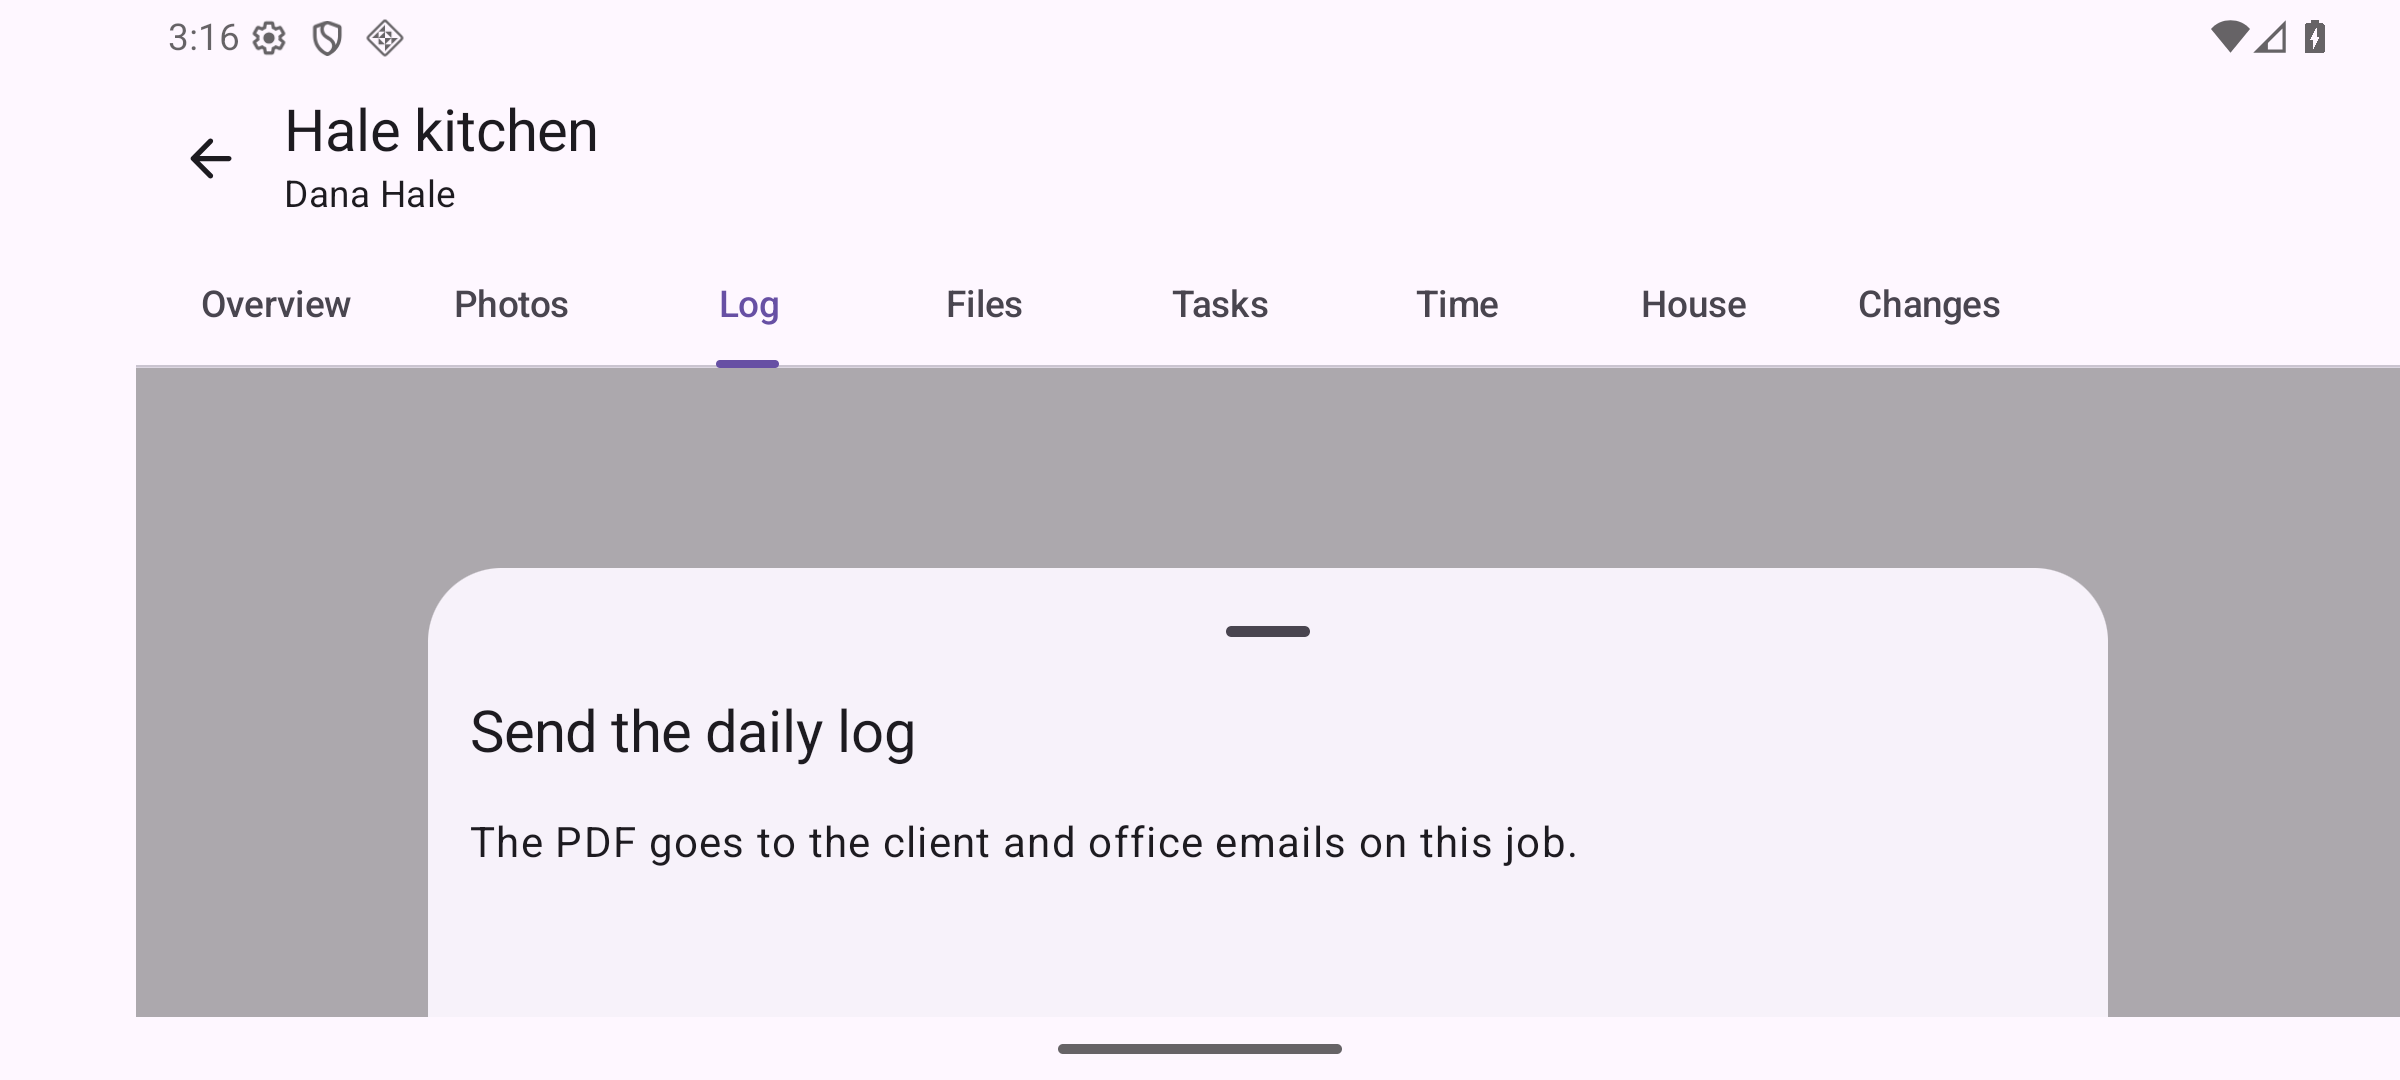 3:16
Hale kitchen
Dana Hale
Overview Photos Log Files Tasks Time House Changes
Send the daily log
The PDF goes to the client and office emails on this job.